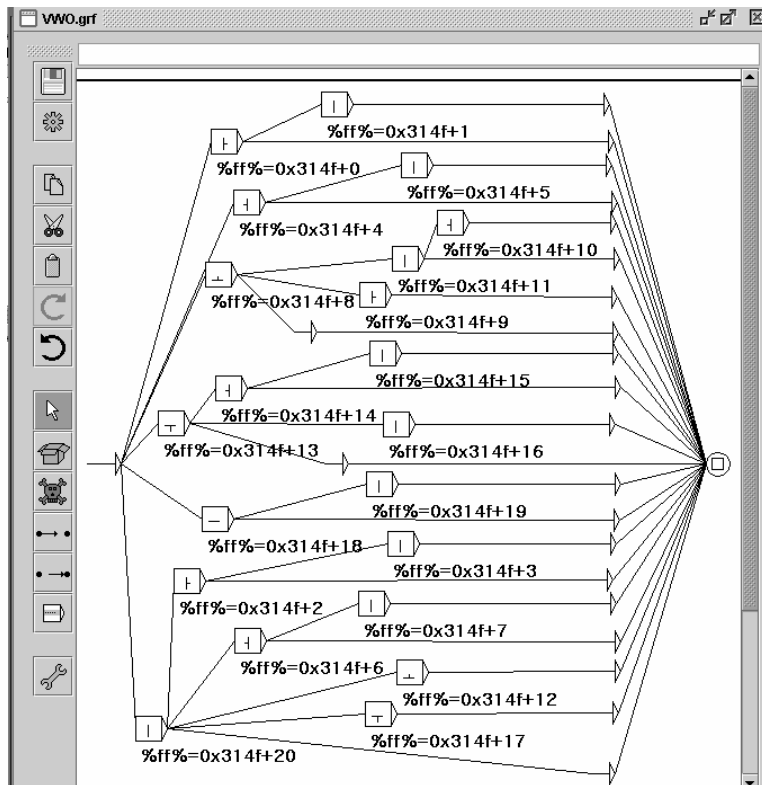 VWO.grf
ㅣ
%ff%=0x314f+1
ㅏ
%ff%=0x314f+0
ㅣ
%ff%=0x314f+5
ㅓ
%ff%=0x314f+4
ㅓ
%ff%=0x314f+10
ㅣ
%ff%=0x314f+11
ㅗ
%ff%=0x314f+8
ㅏ
%ff%=0x314f+9
ㅣ
%ff%=0x314f+15
ㅓ
%ff%=0x314f+14
ㅜ
%ff%=0x314f+13
ㅣ
%ff%=0x314f+16
ㅣ
%ff%=0x314f+19
ㅡ
%ff%=0x314f+18
ㅣ
%ff%=0x314f+3
ㅏ
%ff%=0x314f+2
ㅣ
%ff%=0x314f+7
ㅓ
%ff%=0x314f+6
ㅗ
%ff%=0x314f+12
ㅜ
%ff%=0x314f+17
ㅣ
%ff%=0x314f+20